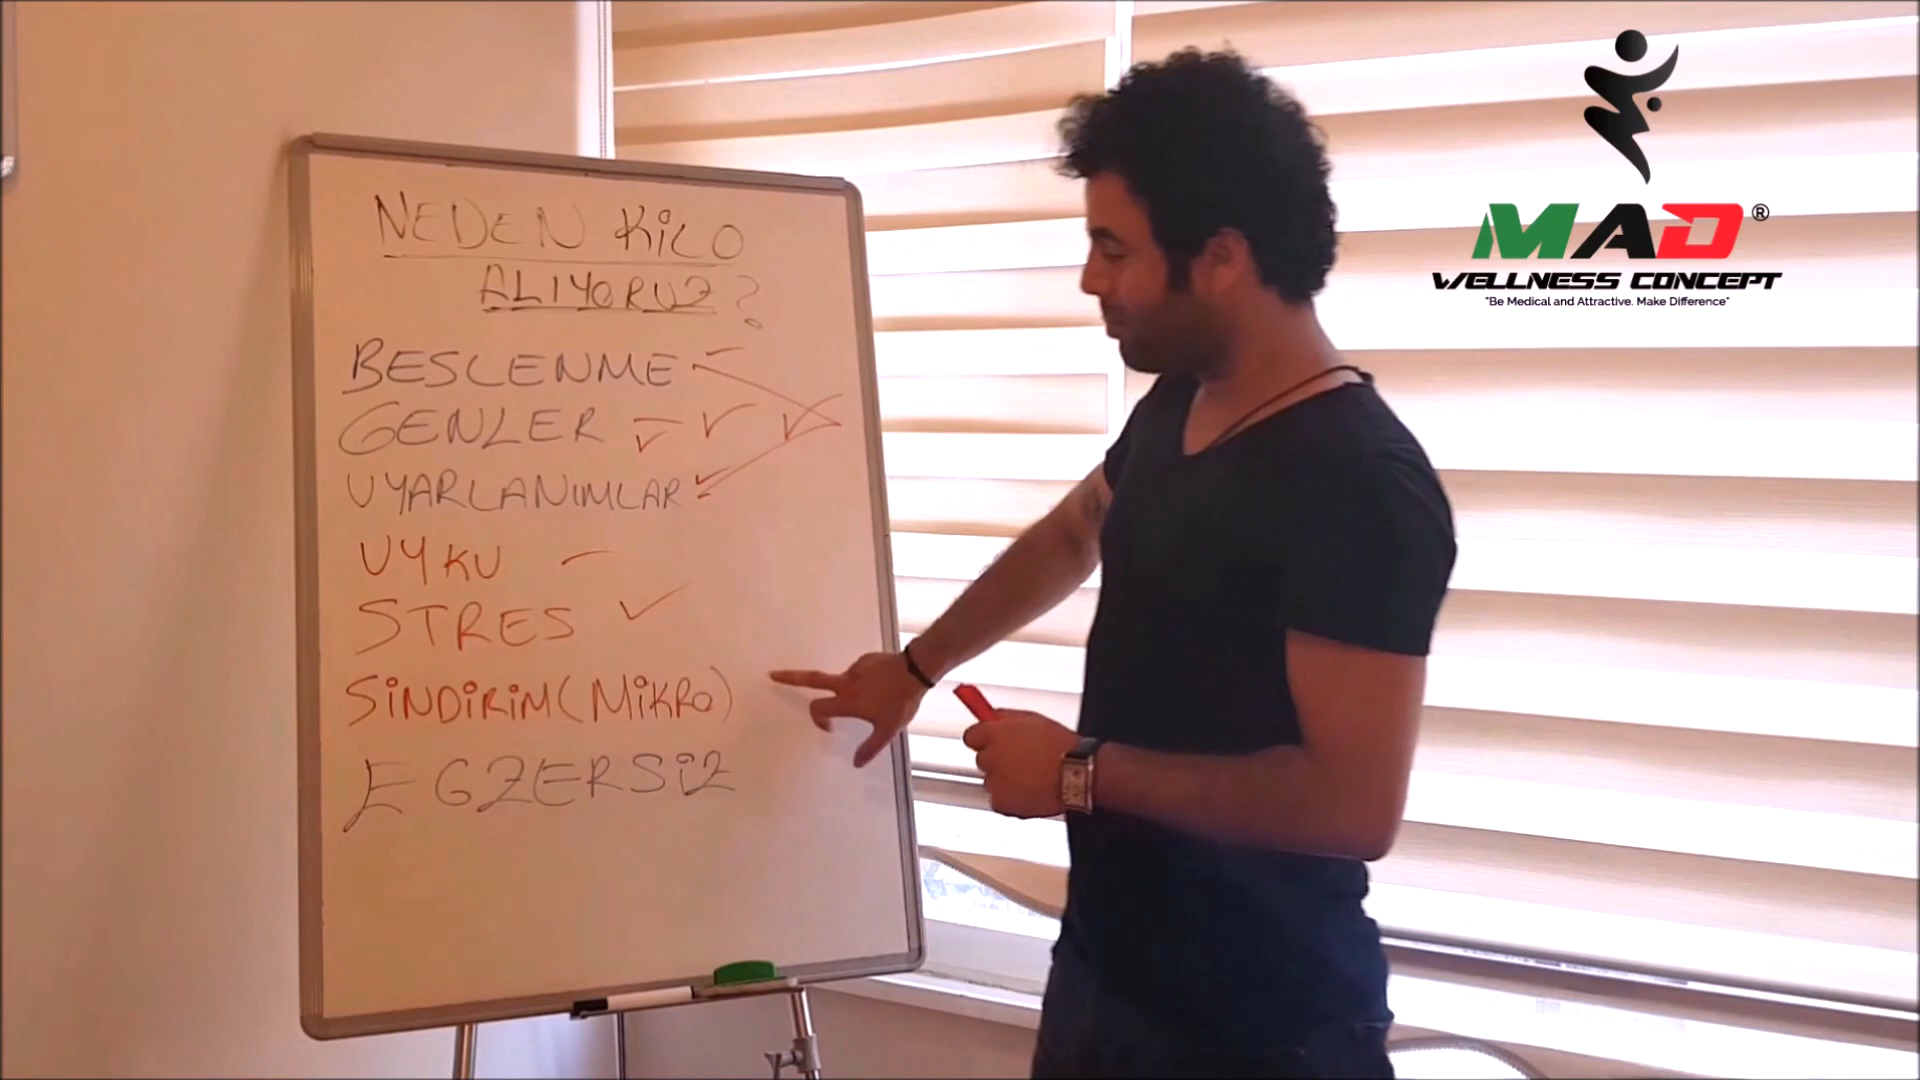 NEDEN KİLO
ALIYORUZ?
BESLENME
GENLER
UYARLANIMLAR
UYKU
STRES
SİNDİRİM(MİKRO)
EGZERSİZ
MAD®
WELLNESS CONCEPT
"Be Medical and Attractive. Make Difference"